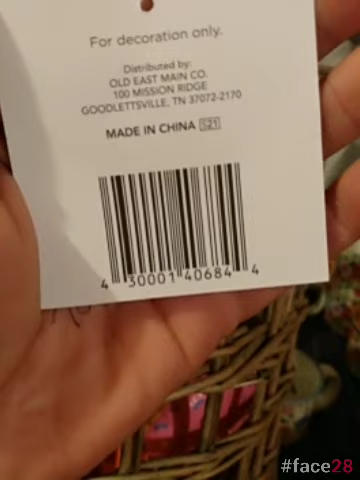 For decoration only.
Distributed by:
OLD EAST MAIN CO.
100 MISSION RIDGE
GOODLETTSVILLE, TN 37072-2170
MADE IN CHINA S21
4 30001 40684 4
#face28